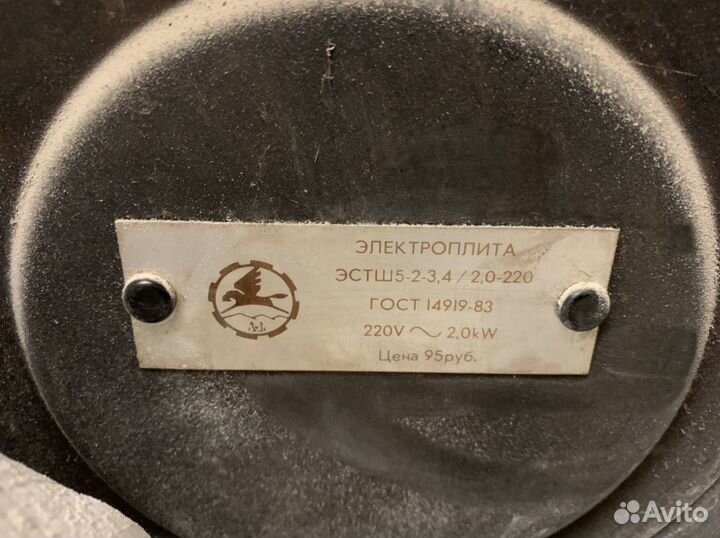 ЭЛЕКТРОПЛИТА
ЭСТШ5-2-3,4 / 2,0-220
ГОСТ 14919-83
220V ~ 2,0kW
Цена 95руб.
Avito